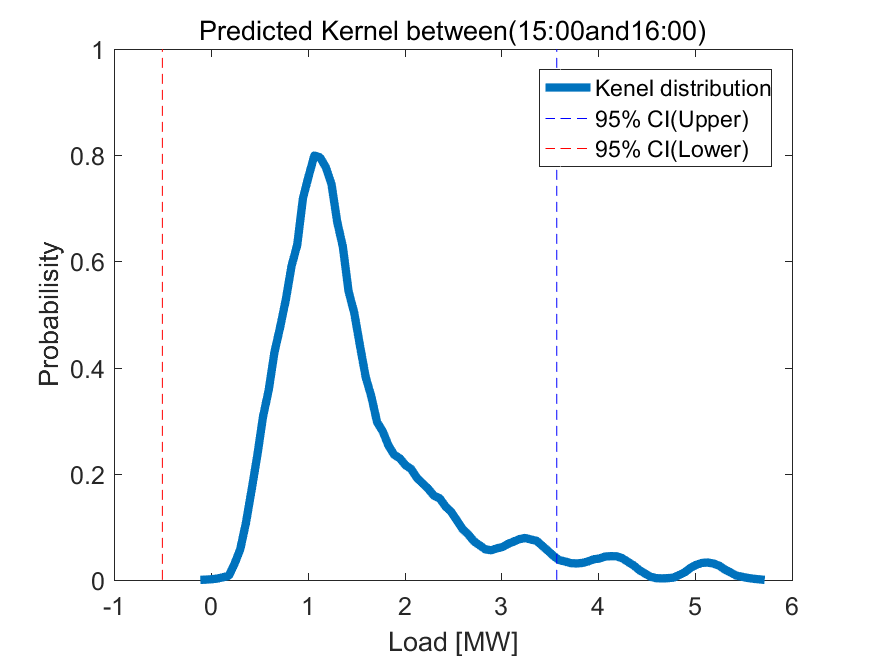 Predicted Kernel between(15:00and16:00)
1
0.8
0.6
0.4
0.2
0
Probabilisity
Kenel distribution
95% CI(Upper)
95% CI(Lower)
-1 0 1 2 3 4 5 6
Load [MW]